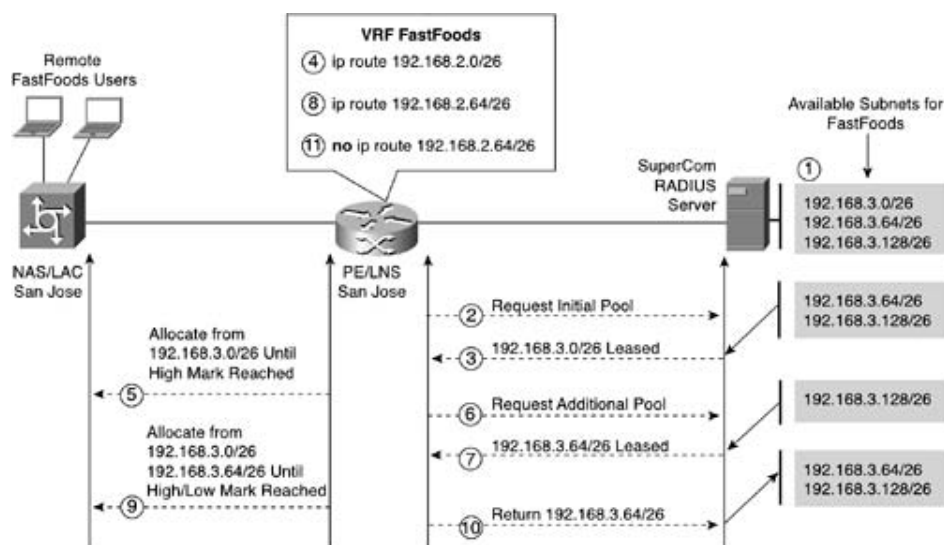 VRF FastFoods
4 ip route 192.168.2.0/26
8 ip route 192.168.2.64/26
11 no ip route 192.168.2.64/26
Remote
FastFoods Users
Available Subnets for
FastFoods
SuperCom
RADIUS
Server
1
192.168.3.0/26
192.168.3.64/26
192.168.3.128/26
NAS/LAC
San Jose
PE/LNS
San Jose
2 Request Initial Pool
192.168.3.64/26
192.168.3.128/26
3 192.168.3.0/26 Leased
Allocate from
192.168.3.0/26 Until
High Mark Reached
5
6 Request Additional Pool
192.168.3.128/26
7 192.168.3.64/26 Leased
Allocate from
192.168.3.0/26
192.168.3.64/26 Until
High/Low Mark Reached
9
192.168.3.64/26
192.168.3.128/26
10 Return 192.168.3.64/26